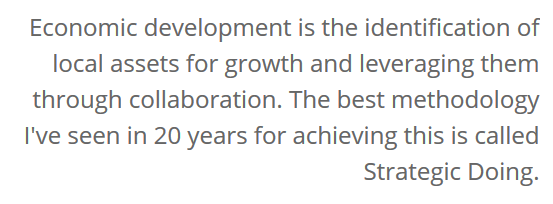 Economic development is the identification of
local assets for growth and leveraging them
through collaboration. The best methodology
I've seen in 20 years for achieving this is called
Strategic Doing.